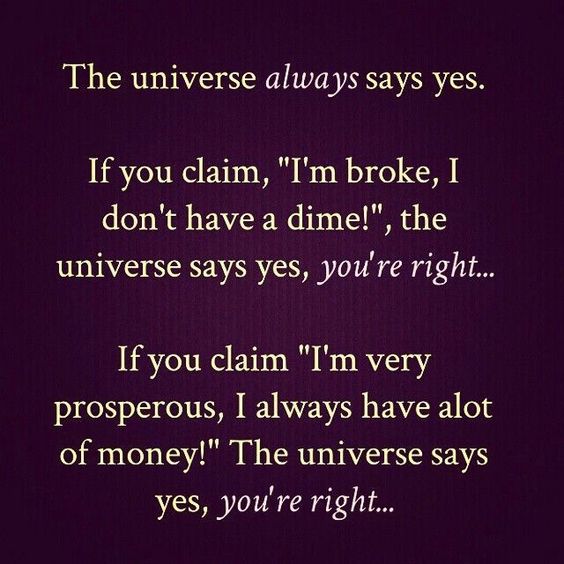 The universe always says yes.
If you claim, "I'm broke, I
don't have a dime!", the
universe says yes, you're right...
If you claim "I'm very
prosperous, I always have alot
of money!" The universe says
yes, you're right...